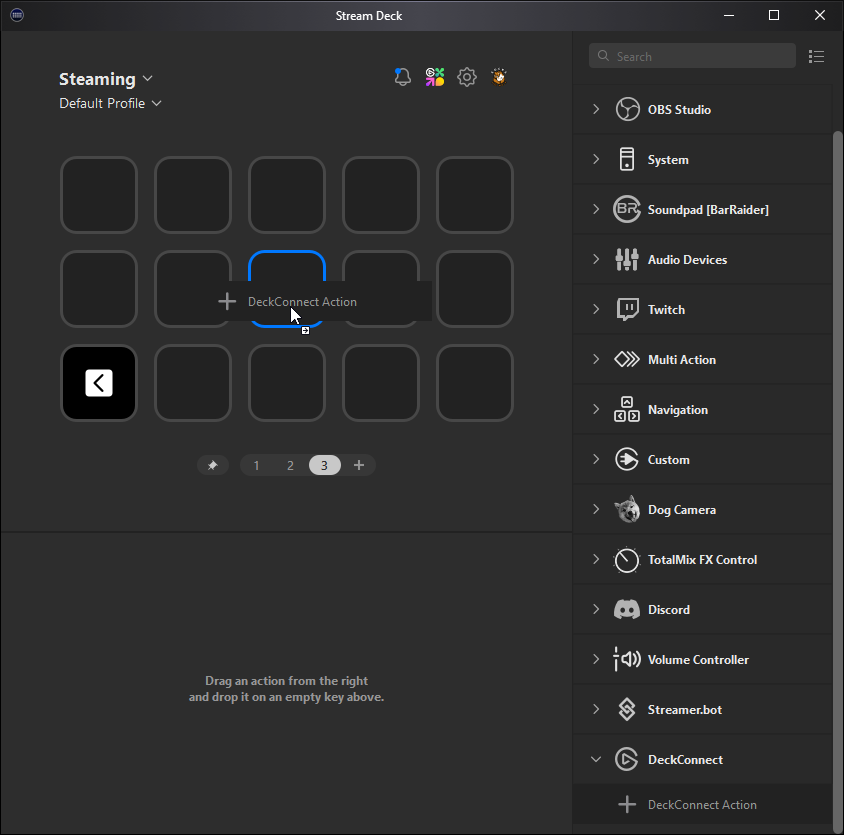 Stream Deck
Steaming
Default Profile
DeckConnect Action
1 2 3
Drag an action from the right
and drop it on an empty key above.
Search
OBS Studio
System
BR
Soundpad [BarRaider]
Audio Devices
Twitch
Multi Action
Navigation
Custom
Dog Camera
TotalMix FX Control
Discord
Volume Controller
Streamer.bot
DeckConnect
DeckConnect Action